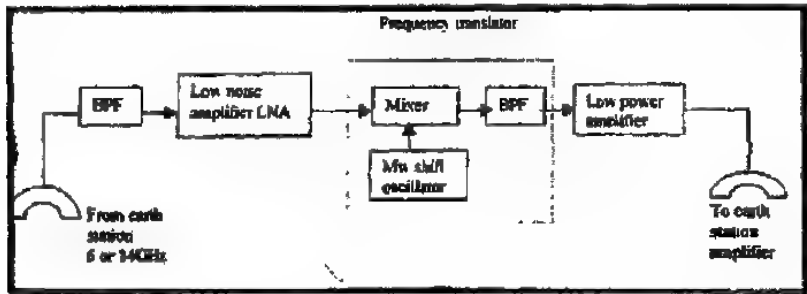 Frequency translator
BPF
Low noise
amplifier LNA
Mixer
BPF
Low power
amplifier
Mw shift
oscillator
From earth
station
6 or 14GHz
To earth
station
amplifier